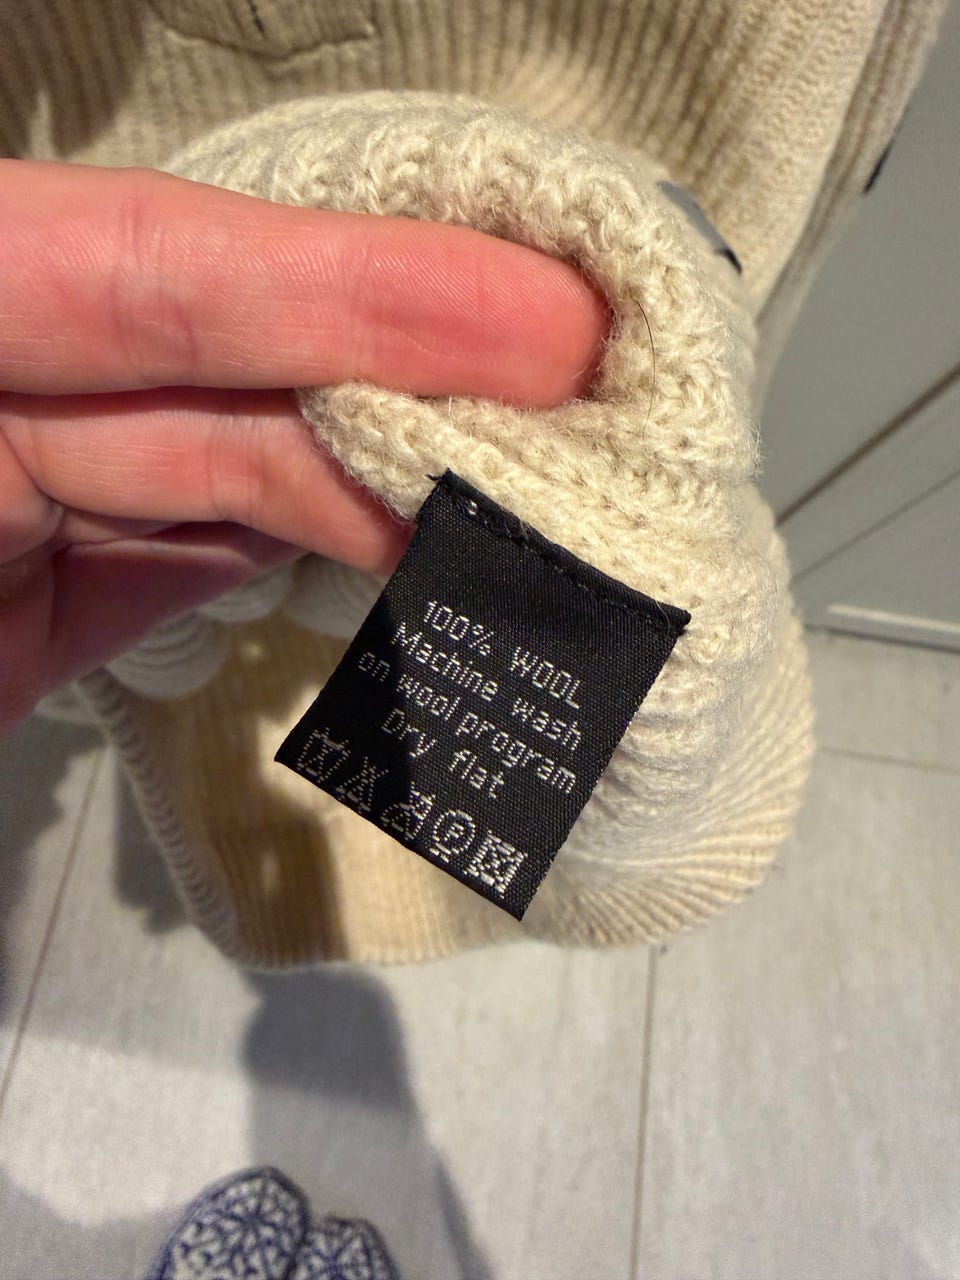 100% WOOL
Machine wash
on wool program
Dry flat
P